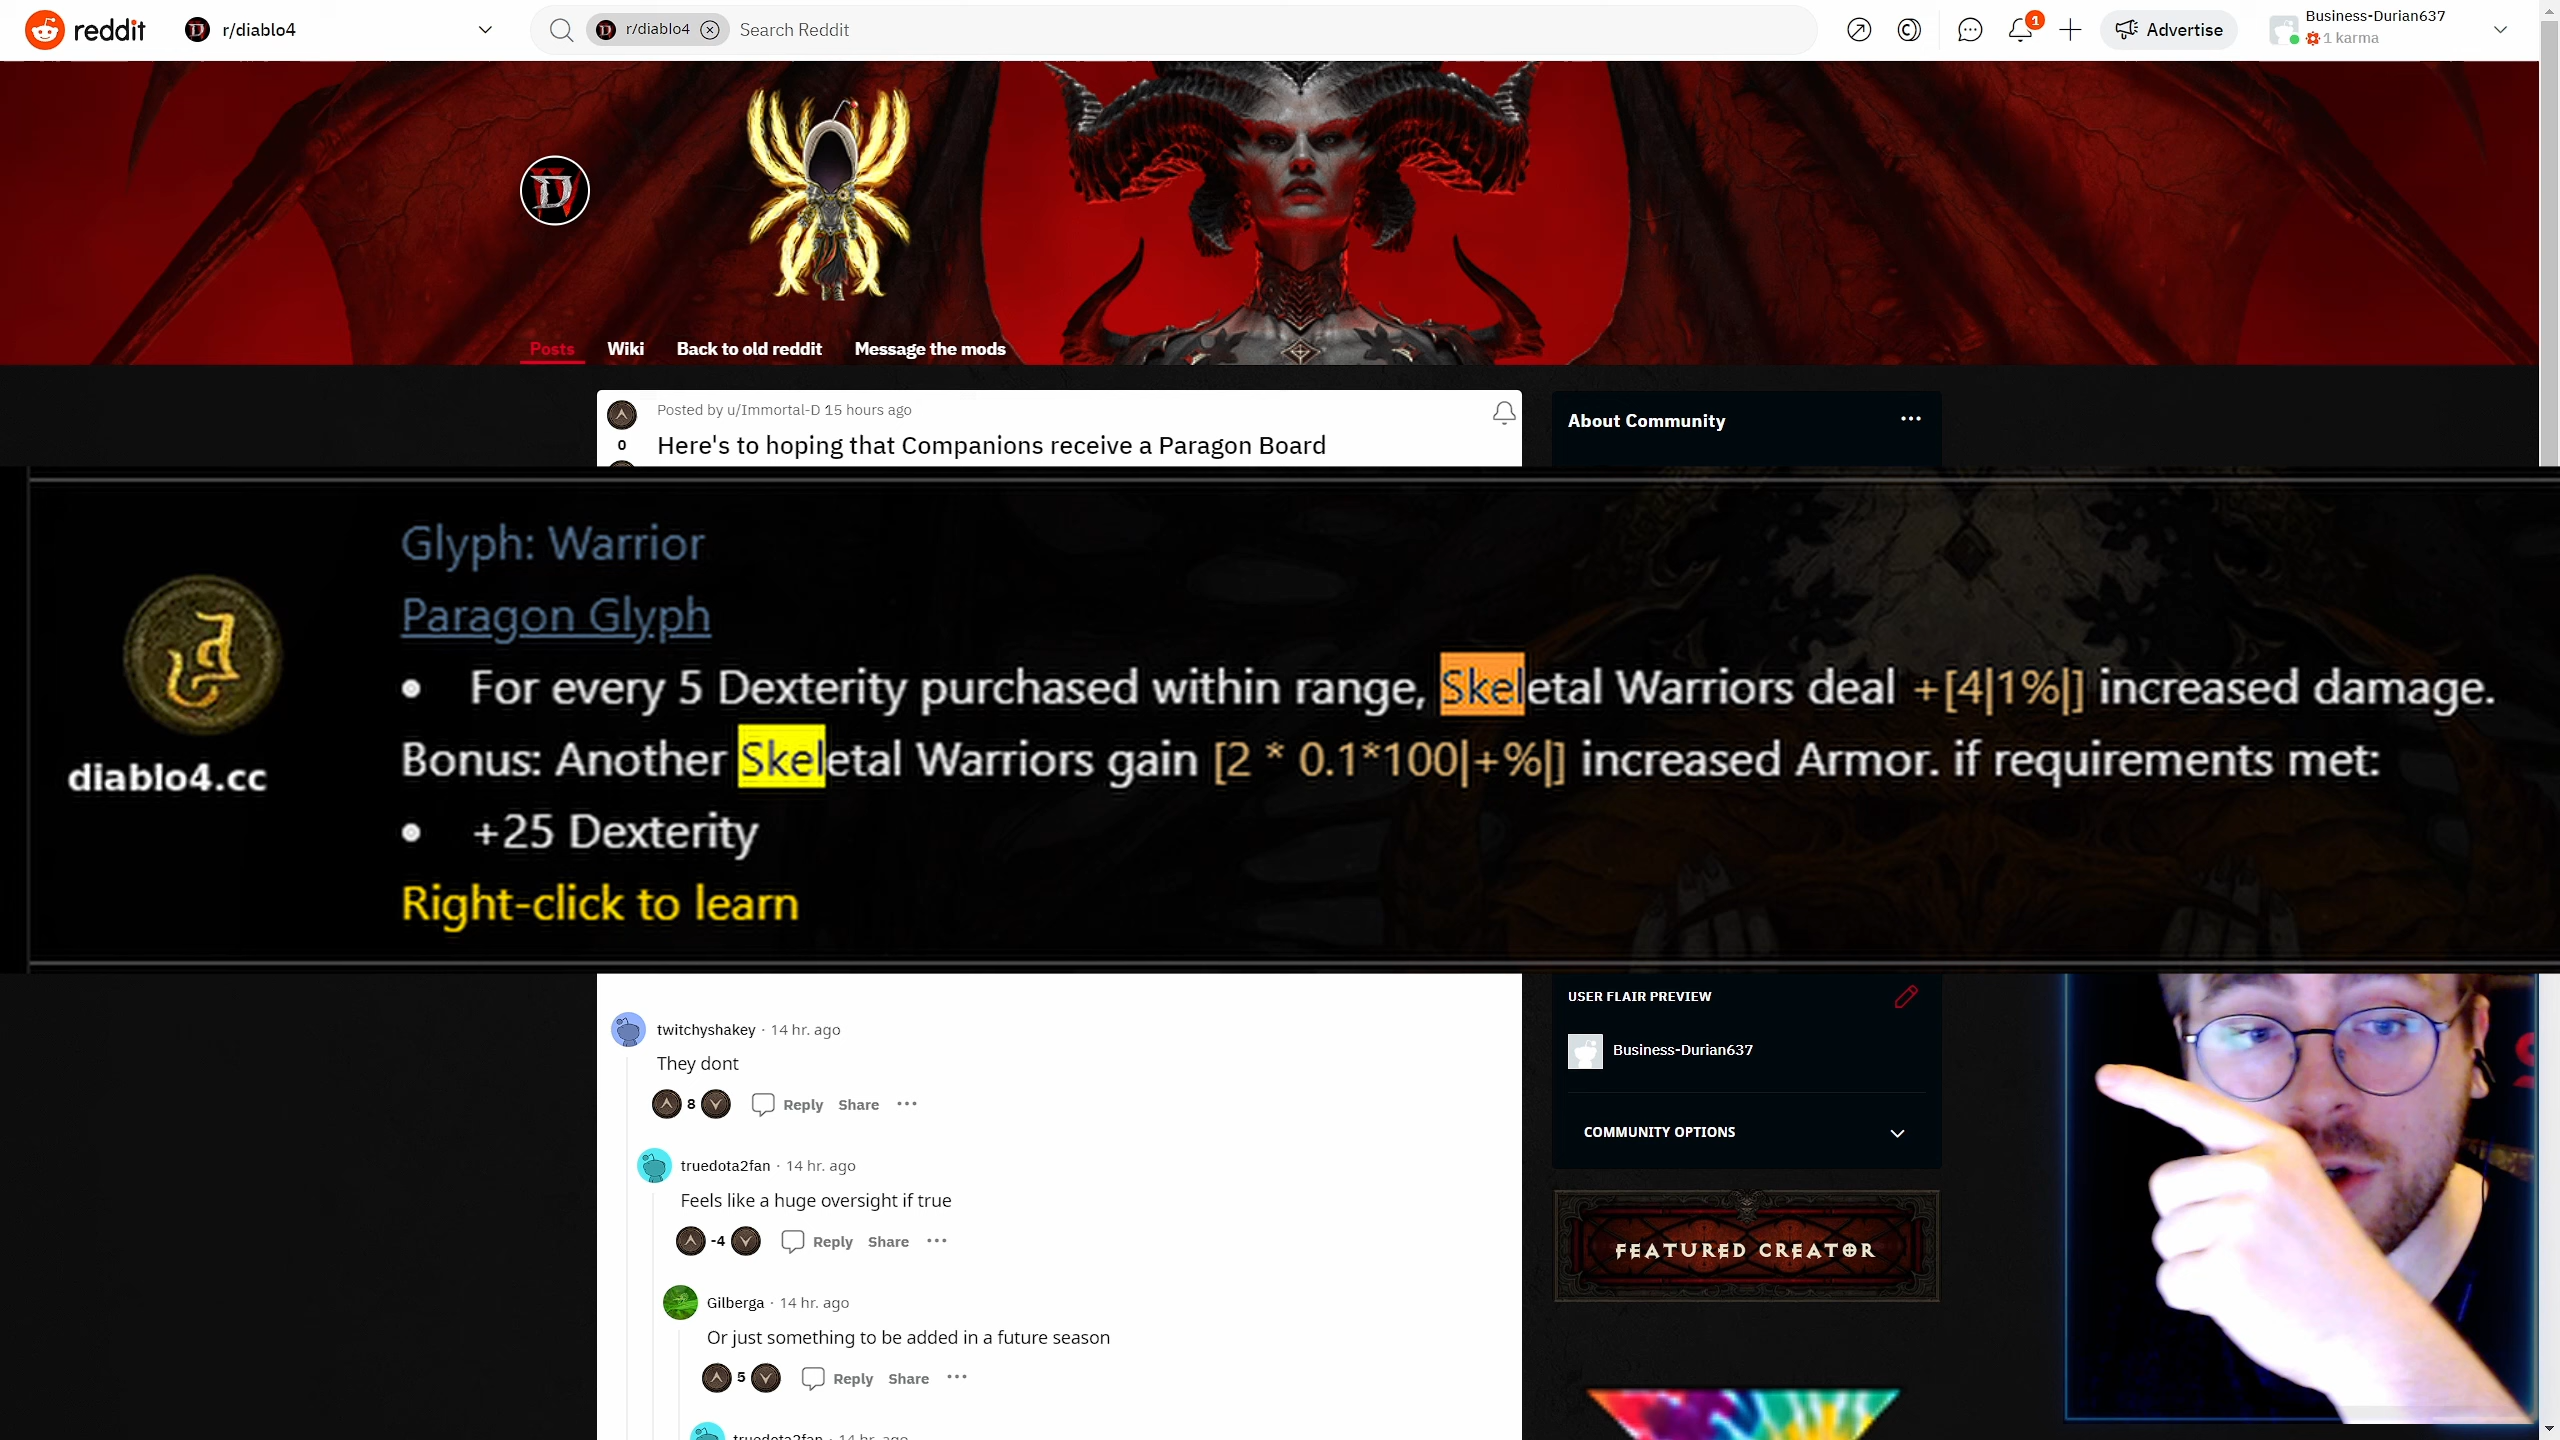 reddit
r/diablo4
r/diablo4
Search Reddit
1
Advertise
Business-Durian637
1 karma
Posts
Wiki
Back to old reddit
Message the mods
Posted by u/Immortal-D 15 hours ago
0
Here's to hoping that Companions receive a Paragon Board
About Community
Glyph: Warrior
Paragon Glyph
• For every 5 Dexterity purchased within range, Skeletal Warriors deal +[4|1%|] increased damage.
Bonus: Another Skeletal Warriors gain [2 * 0.1*100|+%|] increased Armor. if requirements met:
• +25 Dexterity
Right-click to learn
diablo4.cc
twitchyshakey · 14 hr. ago
They dont
8
Reply
Share
truedota2fan · 14 hr. ago
Feels like a huge oversight if true
-4
Reply
Share
Gilberga · 14 hr. ago
Or just something to be added in a future season
5
Reply
Share
truedota2fan · 14 hr. ago
USER FLAIR PREVIEW
Business-Durian637
COMMUNITY OPTIONS
FEATURED CREATOR